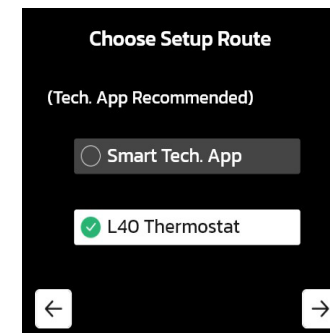 Choose Setup Route
(Tech. App Recommended)
Smart Tech. App
L40 Thermostat